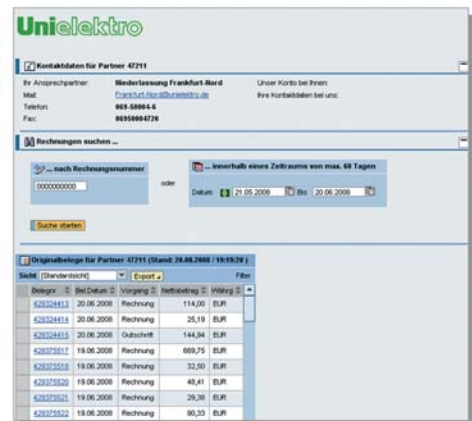 Unielektro
Kontaktdaten für Partner 47211
Ihr Ansprechpartner: Niederlassung Frankfurt-Nord Unser Konto bei Ihnen:
Mail: Frankfurt-Nord@unielektro.de Ihre Kontaktdaten bei uns:
Telefon: 069-50004-6
Fax: 06950004720
Rechnungen suchen ...
... nach Rechnungsnummer
... innerhalb eines Zeitraums von max. 60 Tagen
0000000000
oder
Datum: 21.05.2008 Bis 20.06.2008
Suche starten
Originalbelege für Partner 47211 (Stand: 20.08.2008 / 19:19:20 )
Sicht [Standardsicht] Export Filter
Belegnr Bel.Datum Vorgang Nettobetrag Währg
429324413 20.06.2008 Rechnung 114,00 EUR
429324414 20.06.2008 Rechnung 25,19 EUR
429324415 20.06.2008 Gutschrift 144,94 EUR
429375517 19.06.2008 Rechnung 669,75 EUR
429375518 19.06.2008 Rechnung 32,50 EUR
429375520 19.06.2008 Rechnung 48,41 EUR
429375521 19.06.2008 Rechnung 29,38 EUR
429375522 19.06.2008 Rechnung 90,33 EUR